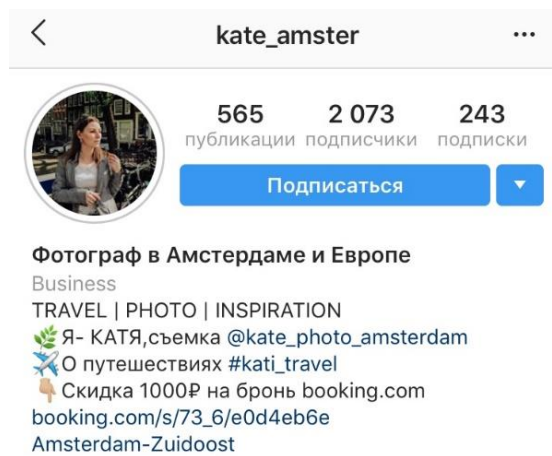 kate_amster
565 2 073 243
публикации подписчики подписки
Подписаться
Фотограф в Амстердаме и Европе
Business
TRAVEL | PHOTO | INSPIRATION
🌿Я- КАТЯ,съемка @kate_photo_amsterdam
✈️О путешествиях #kati_travel
👇🏼Скидка 1000₽ на бронь booking.com
booking.com/s/73_6/e0d4eb6e
Amsterdam-Zuidoost